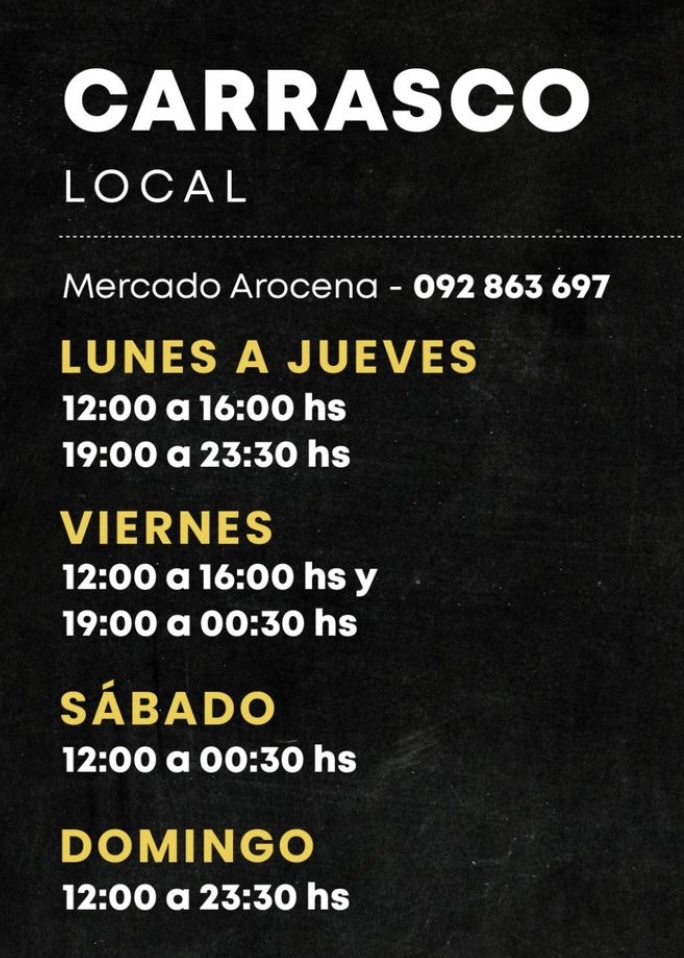 CARRASCO
LOCAL
Mercado Arocena - 092 863 697
LUNES A JUEVES
12:00 a 16:00 hs
19:00 a 23:30 hs
VIERNES
12:00 a 16:00 hs y
19:00 a 00:30 hs
SÁBADO
12:00 a 00:30 hs
DOMINGO
12:00 a 23:30 hs